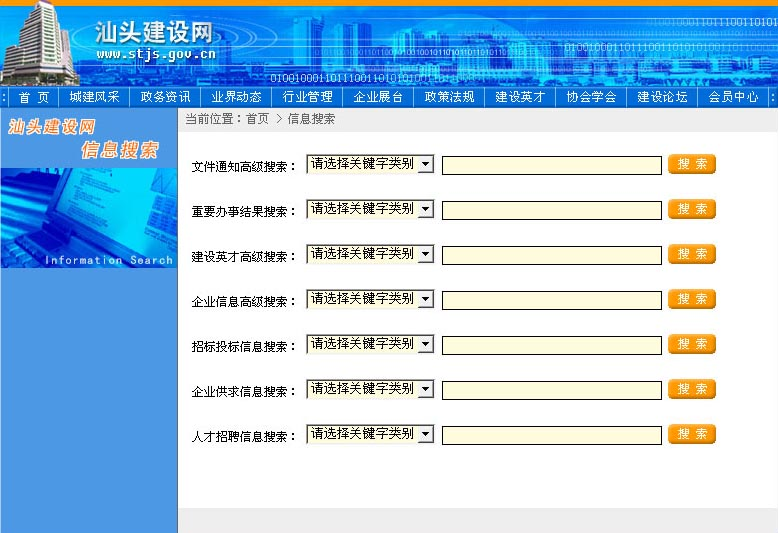 汕头建设网
www.stjs.gov.cn
首 页 城建风采 政务资讯 业界动态 行业管理 企业展台 政策法规 建设英才 协会学会 建设论坛 会员中心
汕头建设网
信息搜索
Information Search
当前位置：首页 > 信息搜索
文件通知高级搜索： 请选择关键字类别 搜 索
重要办事结果搜索： 请选择关键字类别 搜 索
建设英才高级搜索： 请选择关键字类别 搜 索
企业信息高级搜索： 请选择关键字类别 搜 索
招标投标信息搜索： 请选择关键字类别 搜 索
企业供求信息搜索： 请选择关键字类别 搜 索
人才招聘信息搜索： 请选择关键字类别 搜 索